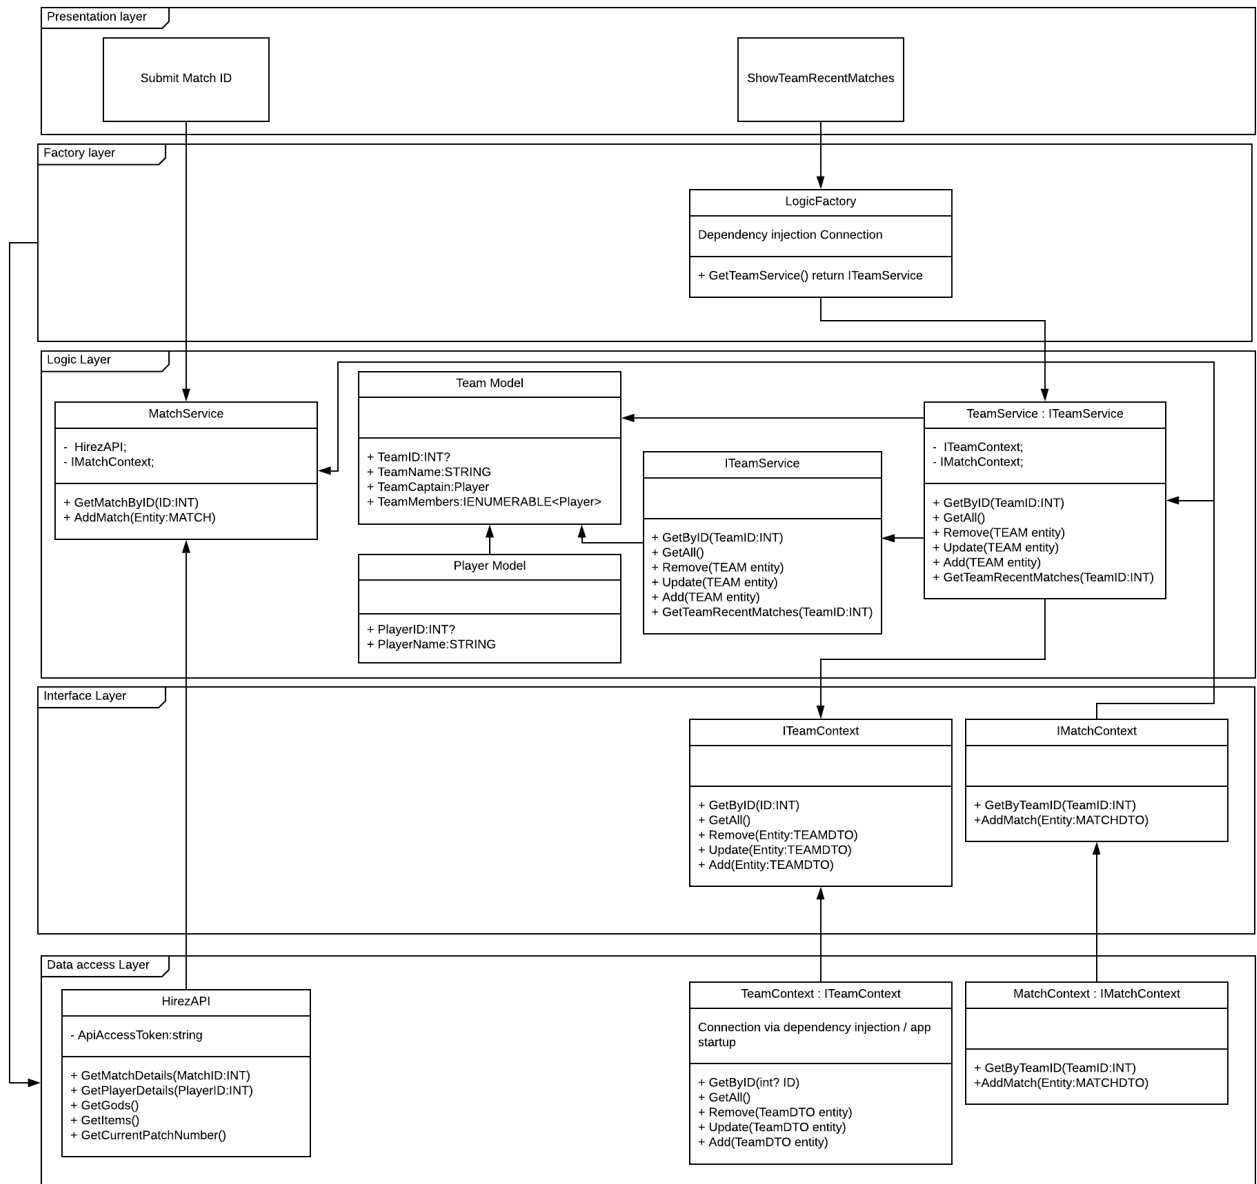 Presentation layer
Submit Match ID
ShowTeamRecentMatches
Factory layer
LogicFactory
Dependency injection Connection
+ GetTeamService() return ITeamService
Logic Layer
MatchService
-  HirezAPI;
- IMatchContext;
+ GetMatchByID(ID:INT)
+ AddMatch(Entity:MATCH)
Team Model
+ TeamID:INT?
+ TeamName:STRING
+ TeamCaptain:Player
+ TeamMembers:IENUMERABLE<Player>
Player Model
+ PlayerID:INT?
+ PlayerName:STRING
ITeamService
+ GetByID(TeamID:INT)
+ GetAll()
+ Remove(TEAM entity)
+ Update(TEAM entity)
+ Add(TEAM entity)
+ GetTeamRecentMatches(TeamID:INT)
TeamService : ITeamService
-  ITeamContext;
- IMatchContext;
+ GetByID(TeamID:INT)
+ GetAll()
+ Remove(TEAM entity)
+ Update(TEAM entity)
+ Add(TEAM entity)
+ GetTeamRecentMatches(TeamID:INT)
Interface Layer
ITeamContext
+ GetByID(ID:INT)
+ GetAll()
+ Remove(Entity:TEAMDTO)
+ Update(Entity:TEAMDTO)
+ Add(Entity:TEAMDTO)
IMatchContext
+ GetByTeamID(TeamID:INT)
+AddMatch(Entity:MATCHDTO)
Data access Layer
HirezAPI
- ApiAccessToken:string
+ GetMatchDetails(MatchID:INT)
+ GetPlayerDetails(PlayerID:INT)
+ GetGods()
+ GetItems()
+ GetCurrentPatchNumber()
TeamContext : ITeamContext
Connection via dependency injection / app
startup
+ GetByID(int? ID)
+ GetAll()
+ Remove(TeamDTO entity)
+ Update(TeamDTO entity)
+ Add(TeamDTO entity)
MatchContext : IMatchContext
+ GetByTeamID(TeamID:INT)
+AddMatch(Entity:MATCHDTO)